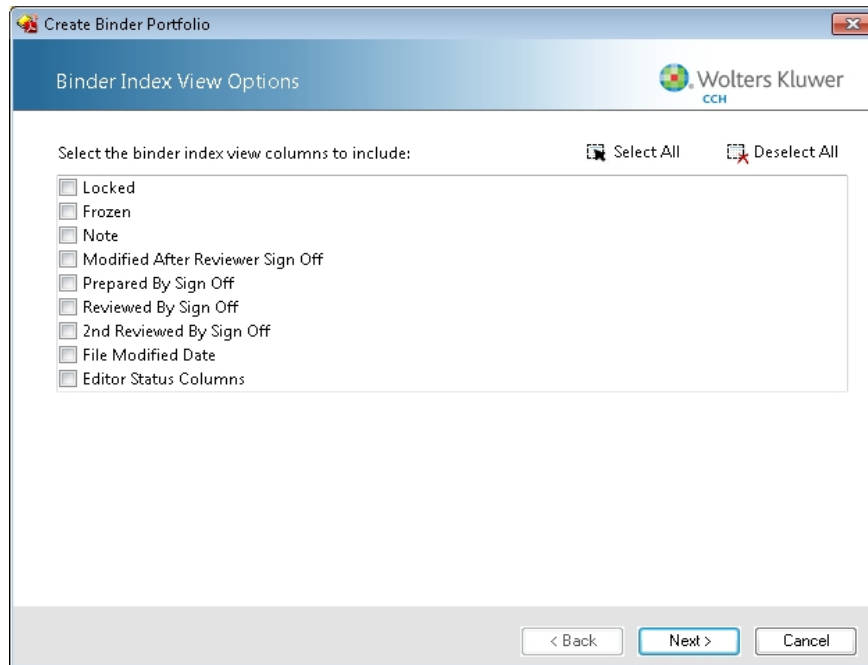 Create Binder Portfolio
Binder Index View Options
Wolters Kluwer
CCH
Select the binder index view columns to include:
Select All
Deselect All
Locked
Frozen
Note
Modified After Reviewer Sign Off
Prepared By Sign Off
Reviewed By Sign Off
2nd Reviewed By Sign Off
File Modified Date
Editor Status Columns
< Back
Next >
Cancel